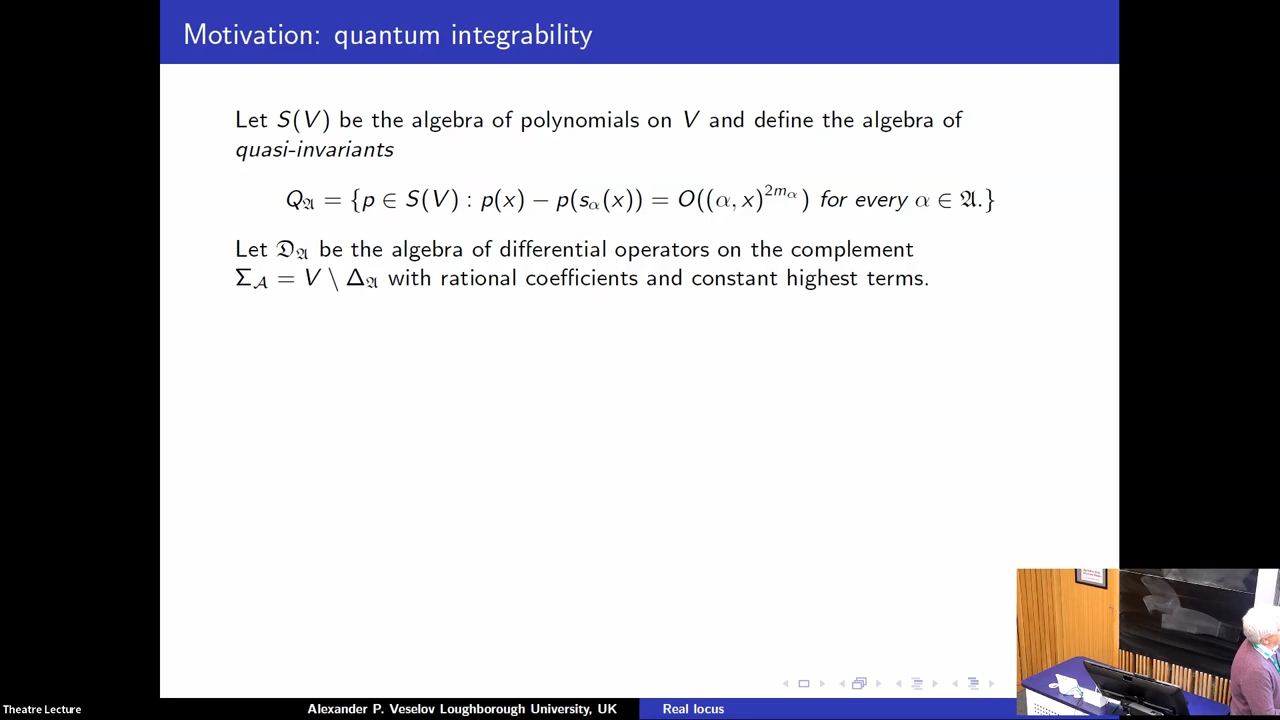 Motivation: quantum integrability
Let S(V) be the algebra of polynomials on V and define the algebra of
quasi-invariants
Q_𝔄 = {p ∈ S(V) : p(x) − p(s_α(x)) = O((α, x)^{2m_α}) for every α ∈ 𝔄.}
Let 𝔇_𝔄 be the algebra of differential operators on the complement
Σ_𝒜 = V \ Δ_𝔄 with rational coefficients and constant highest terms.
Theatre Lecture
Alexander P. Veselov Loughborough University, UK
Real locus